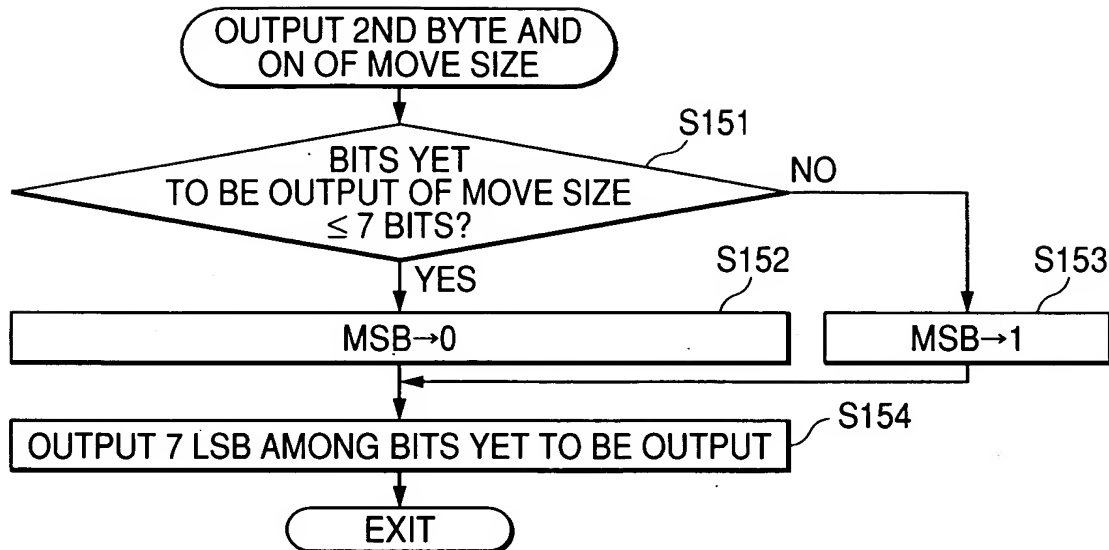 OUTPUT 2ND BYTE AND
ON OF MOVE SIZE
S151
BITS YET
TO BE OUTPUT OF MOVE SIZE
≤ 7 BITS?
NO
YES
S152
S153
MSB→0
MSB→1
S154
OUTPUT 7 LSB AMONG BITS YET TO BE OUTPUT
EXIT